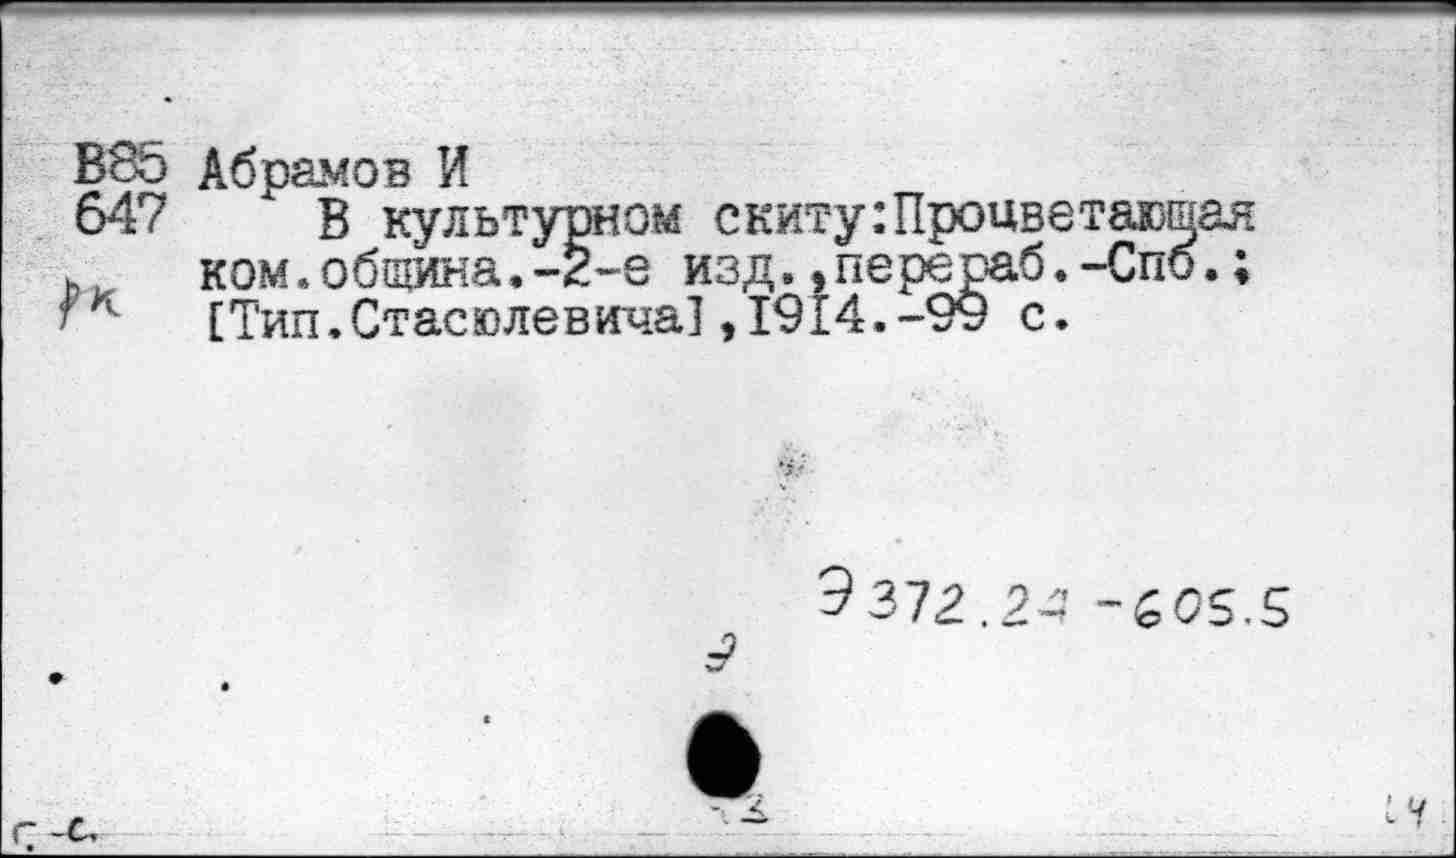 В85 Абрамов И
647 В культурном скиту:Процветающая
ком.община.-2-е изд.,перераб.-Спб.;
рк [Тип.Стасюлевича],1914.-99 с.
Э 372.24 -605.5
Э
г.-с.